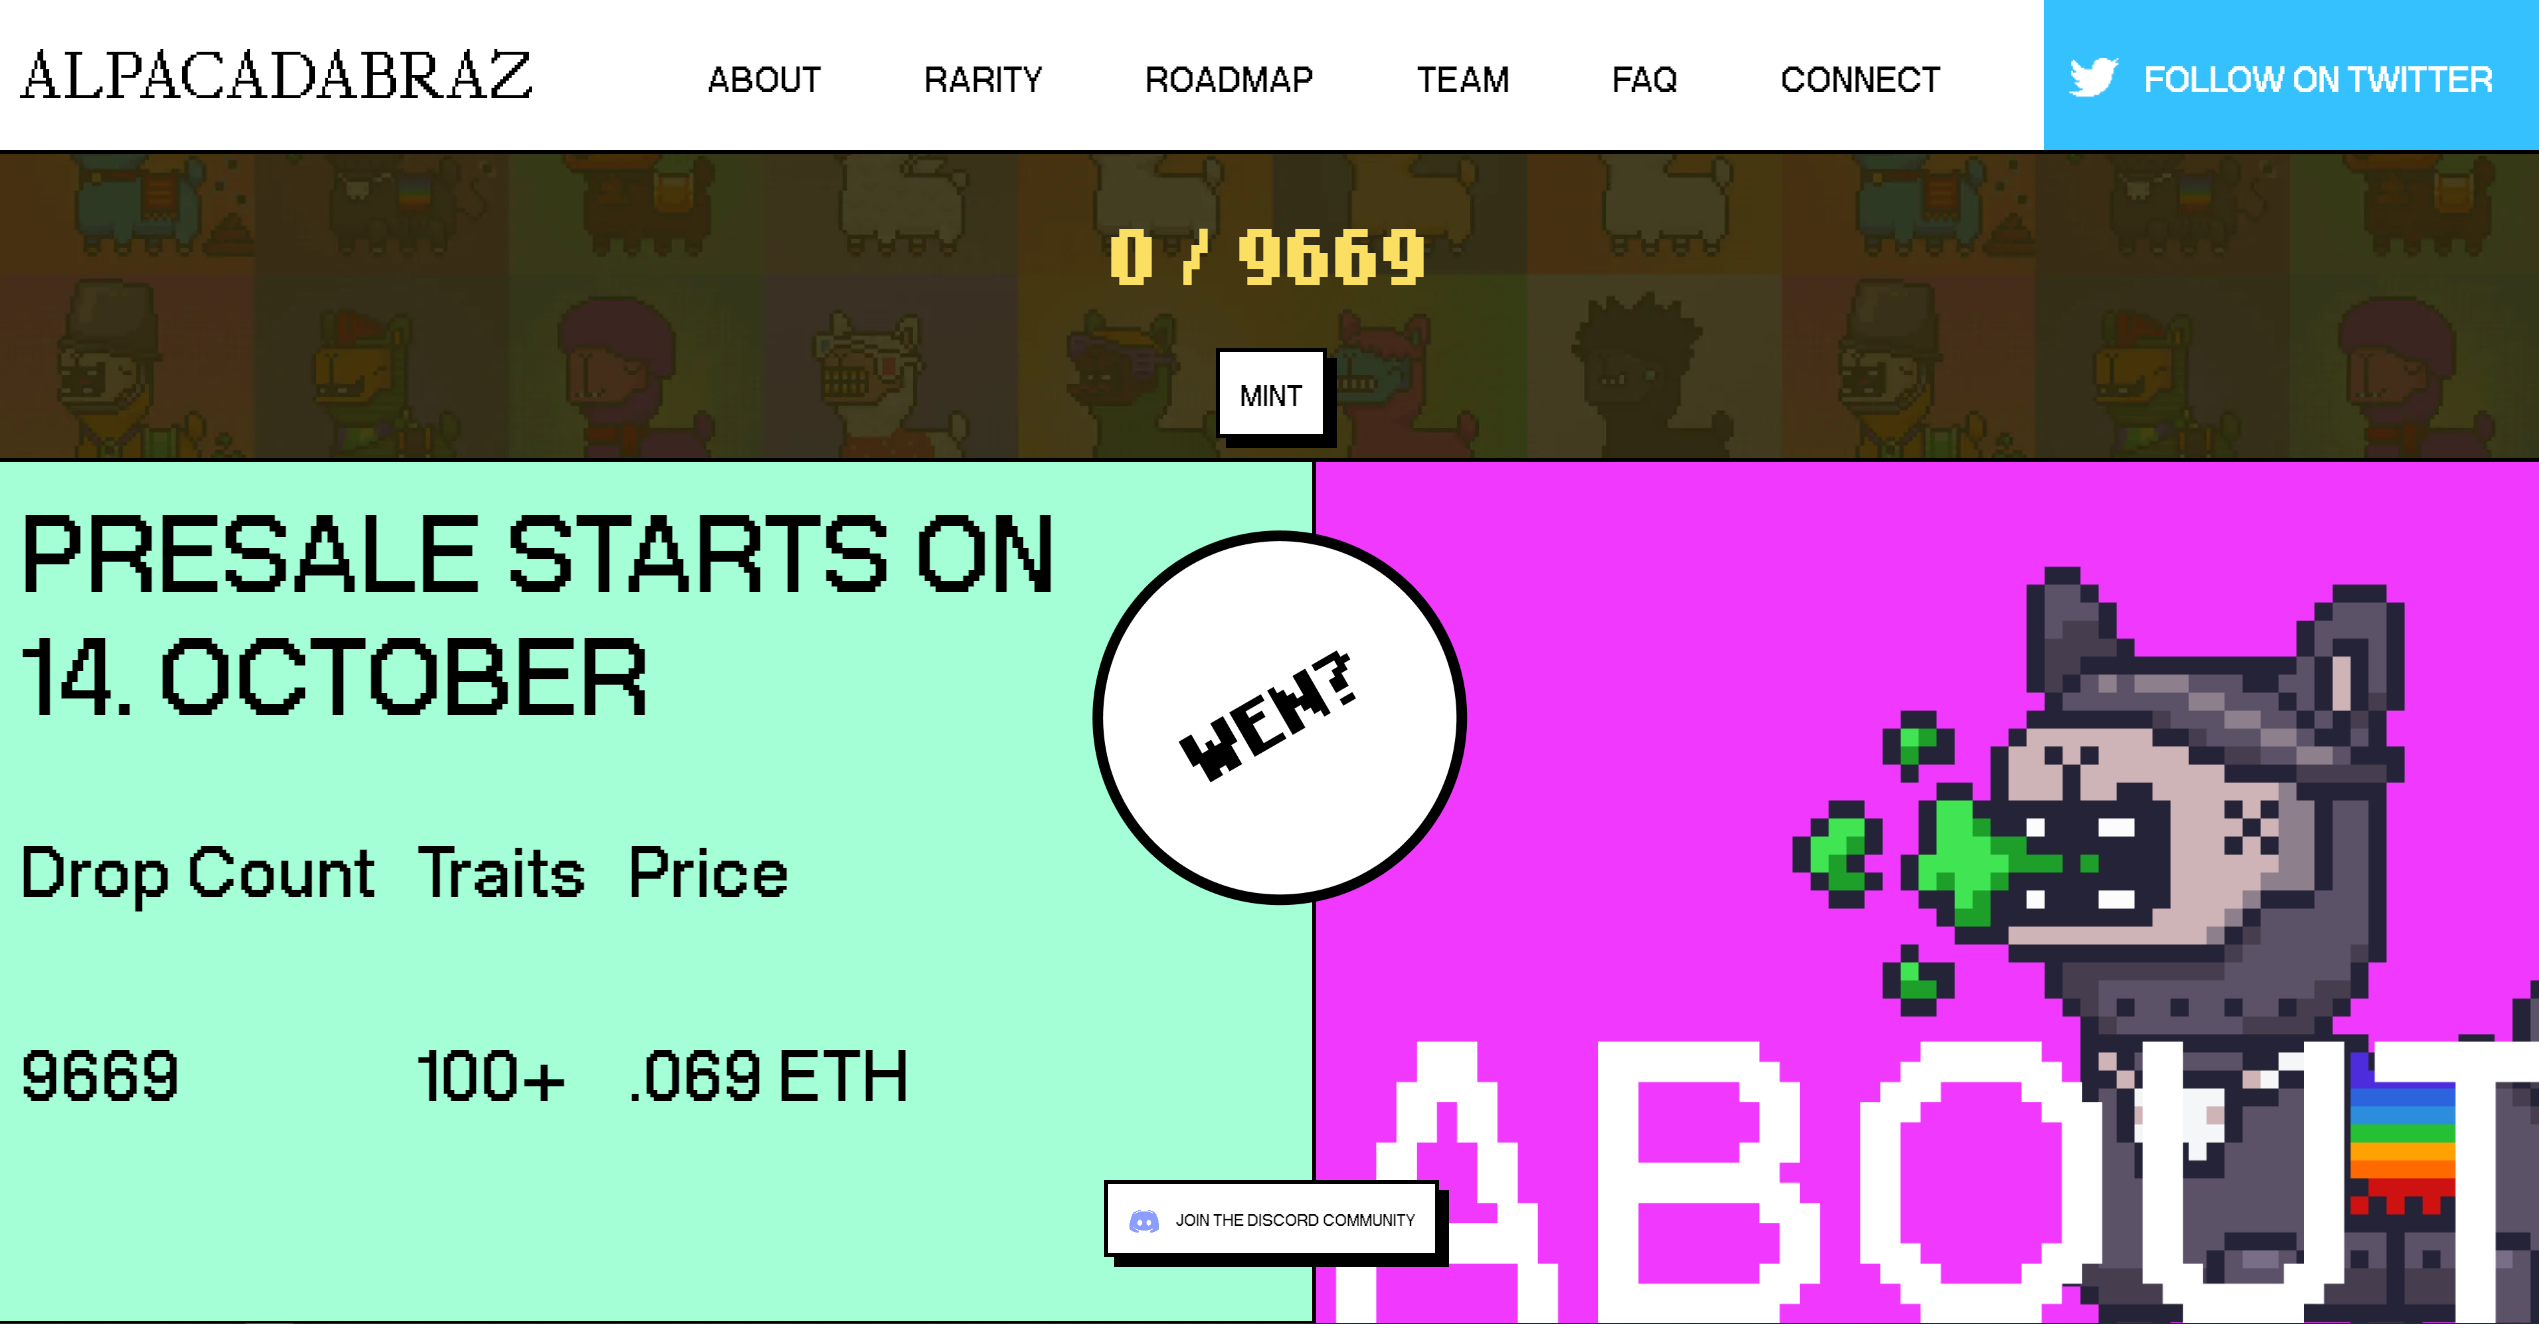 ALPACADABRAZ
ABOUT
RARITY
ROADMAP
TEAM
FAQ
CONNECT
FOLLOW ON TWITTER
0 / 9669
MINT
PRESALE STARTS ON
14. OCTOBER
WEN?
Drop Count Traits Price
9669 100+ .069 ETH
JOIN THE DISCORD COMMUNITY
ABOUT